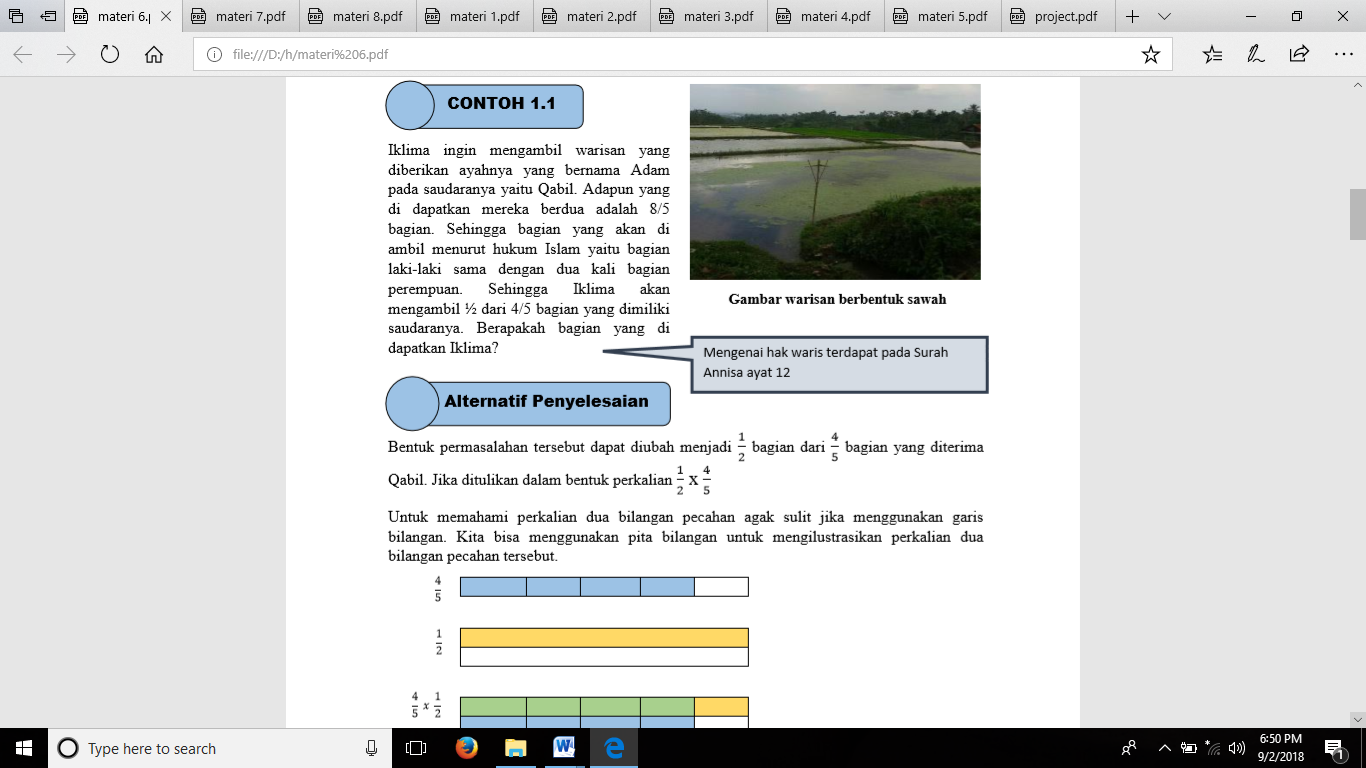 materi 6.p
materi 7.pdf
materi 8.pdf
materi 1.pdf
materi 2.pdf
materi 3.pdf
materi 4.pdf
materi 5.pdf
project.pdf
file:///D:/h/materi%206.pdf
CONTOH 1.1
Iklima ingin mengambil warisan yang
diberikan ayahnya yang bernama Adam
pada saudaranya yaitu Qabil. Adapun yang
di dapatkan mereka berdua adalah 8/5
bagian. Sehingga bagian yang akan di
ambil menurut hukum Islam yaitu bagian
laki-laki sama dengan dua kali bagian
perempuan. Sehingga Iklima akan
mengambil ½ dari 4/5 bagian yang dimiliki
saudaranya. Berapakah bagian yang di
dapatkan Iklima?
Gambar warisan berbentuk sawah
Mengenai hak waris terdapat pada Surah
Annisa ayat 12
Alternatif Penyelesaian
Bentuk permasalahan tersebut dapat diubah menjadi 1/2 bagian dari 4/5 bagian yang diterima
Qabil. Jika ditulikan dalam bentuk perkalian 1/2 x 4/5
Untuk memahami perkalian dua bilangan pecahan agak sulit jika menggunakan garis
bilangan. Kita bisa menggunakan pita bilangan untuk mengilustrasikan perkalian dua
bilangan pecahan tersebut.
4/5
1/2
4/5 x 1/2
Type here to search
6:50 PM
9/2/2018
1